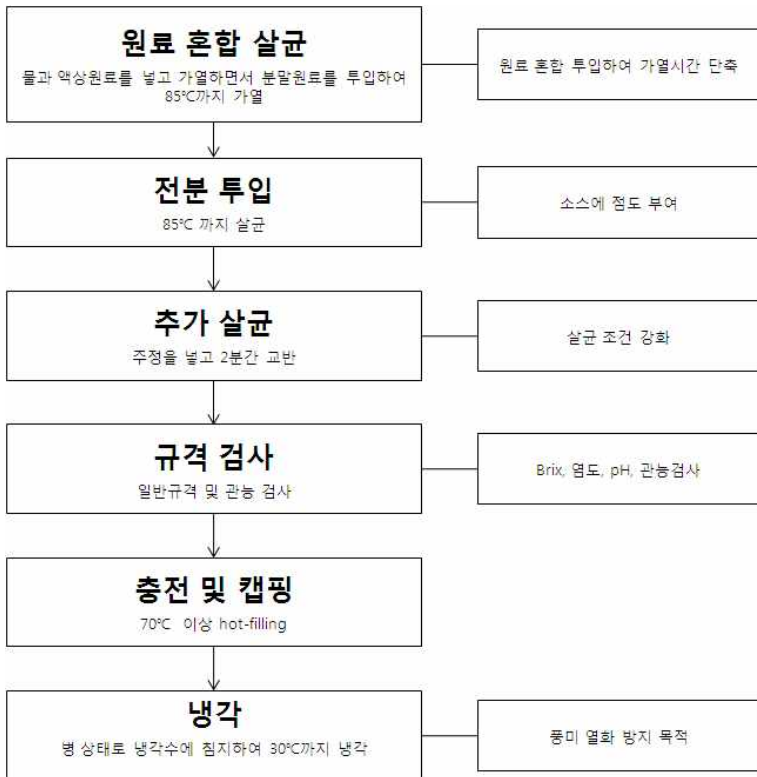 원료 혼합 살균
물과 액상원료를 넣고 가열하면서 분말원료를 투입하여
85℃까지 가열
원료 혼합 투입하여 가열시간 단축
전분 투입
85℃ 까지 살균
소스에 점도 부여
추가 살균
주정을 넣고 2분간 교반
살균 조건 강화
규격 검사
일반규격 및 관능 검사
Brix, 염도, pH, 관능검사
충전 및 캡핑
70℃ 이상 hot-filling
냉각
병 상태로 냉각수에 침지하여 30℃까지 냉각
풍미 열화 방지 목적